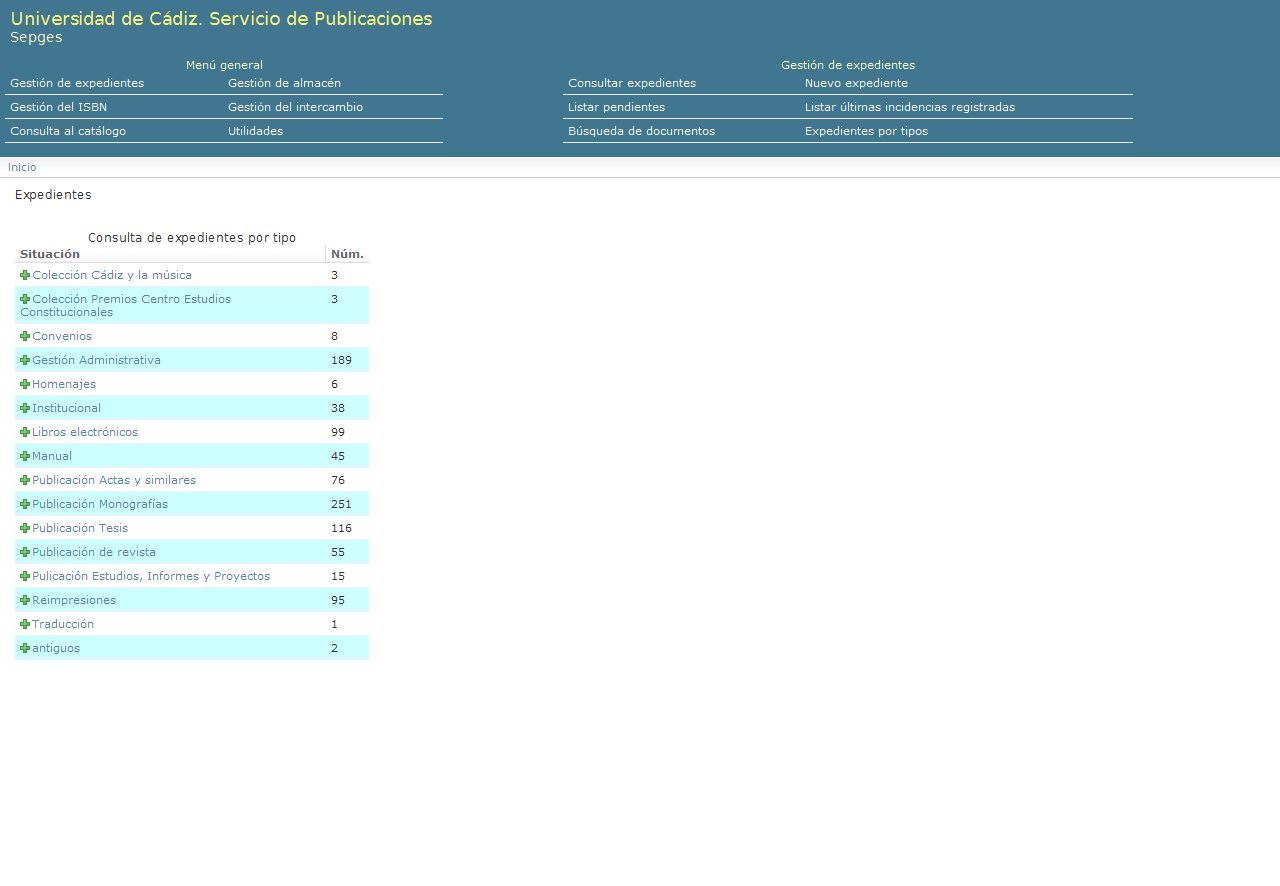 Universidad de Cádiz. Servicio de Publicaciones
Sepges
Menú general
Gestión de expedientes Gestión de almacén
Gestión del ISBN Gestión del intercambio
Consulta al catálogo Utilidades
Gestión de expedientes
Consultar expedientes Nuevo expediente
Listar pendientes Listar últimas incidencias registradas
Búsqueda de documentos Expedientes por tipos
Inicio
Expedientes
Consulta de expedientes por tipo
Situación Núm.
Colección Cádiz y la música 3
Colección Premios Centro Estudios 3
Constitucionales
Convenios 8
Gestión Administrativa 189
Homenajes 6
Institucional 38
Libros electrónicos 99
Manual 45
Publicación Actas y similares 76
Publicación Monografías 251
Publicación Tesis 116
Publicación de revista 55
Pulicación Estudios, Informes y Proyectos 15
Reimpresiones 95
Traducción 1
antiguos 2